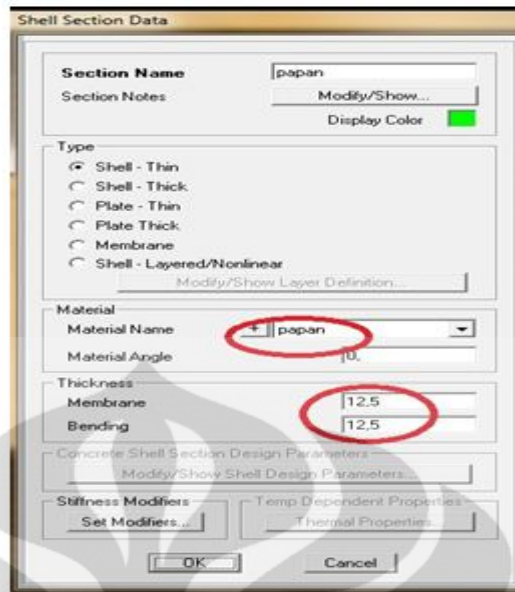 Shell Section Data
Section Name papan
Section Notes Modify/Show...
Display Color
Type
Shell - Thin
Shell - Thick
Plate - Thin
Plate Thick
Membrane
Shell - Layered/Nonlinear
Modify/Show Layer Definition...
Material
Material Name + papan
Material Angle 0,
Thickness
Membrane 12,5
Bending 12,5
Concrete Shell Section Design Parameters
Modify/Show Shell Design Parameters...
Stiffness Modifiers Temp Dependent Properties
Set Modifiers... Thermal Properties...
OK Cancel